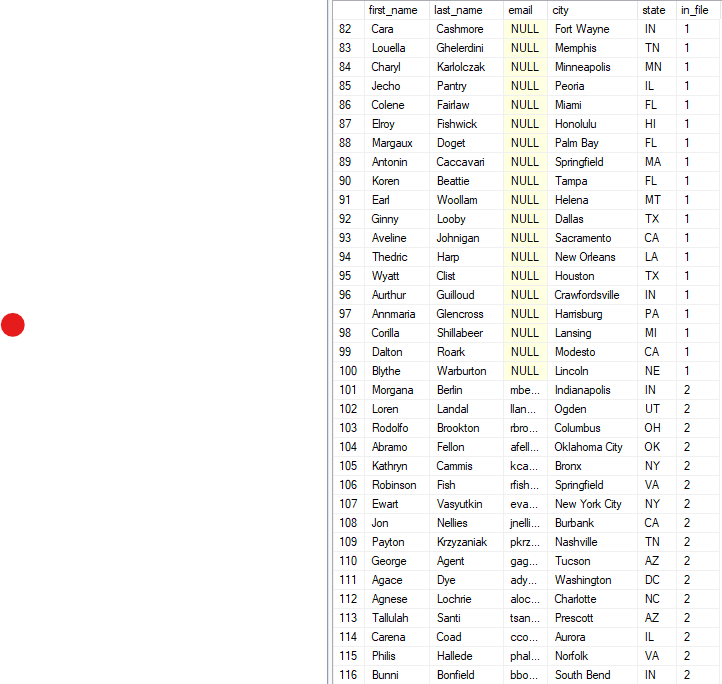 first_name last_name email city state in_file
82 Cara Cashmore NULL Fort Wayne IN 1
83 Louella Ghelerdini NULL Memphis TN 1
84 Charyl Karlolczak NULL Minneapolis MN 1
85 Jecho Pantry NULL Peoria IL 1
86 Colene Fairlaw NULL Miami FL 1
87 Elroy Fishwick NULL Honolulu HI 1
88 Margaux Doget NULL Palm Bay FL 1
89 Antonin Caccavari NULL Springfield MA 1
90 Koren Beattie NULL Tampa FL 1
91 Earl Woollam NULL Helena MT 1
92 Ginny Looby NULL Dallas TX 1
93 Aveline Johnigan NULL Sacramento CA 1
94 Thedric Harp NULL New Orleans LA 1
95 Wyatt Clist NULL Houston TX 1
96 Aurthur Guilloud NULL Crawfordsville IN 1
97 Annmaria Glencross NULL Harrisburg PA 1
98 Corilla Shillabeer NULL Lansing MI 1
99 Dalton Roark NULL Modesto CA 1
100 Blythe Warburton NULL Lincoln NE 1
101 Morgana Berlin mbe... Indianapolis IN 2
102 Loren Landal llan... Ogden UT 2
103 Rodolfo Brookton rbro... Columbus OH 2
104 Abramo Fellon afell... Oklahoma City OK 2
105 Kathryn Cammis kca... Bronx NY 2
106 Robinson Fish rfish... Springfield VA 2
107 Ewart Vasyutkin eva... New York City NY 2
108 Jon Nellies jnelli... Burbank CA 2
109 Payton Krzyzaniak pkrz... Nashville TN 2
110 George Agent gag... Tucson AZ 2
111 Agace Dye ady... Washington DC 2
112 Agnese Lochrie aloc... Charlotte NC 2
113 Tallulah Santi tsan... Prescott AZ 2
114 Carena Coad cco... Aurora IL 2
115 Philis Hallede phal... Norfolk VA 2
116 Bunni Bonfield bbo... South Bend IN 2